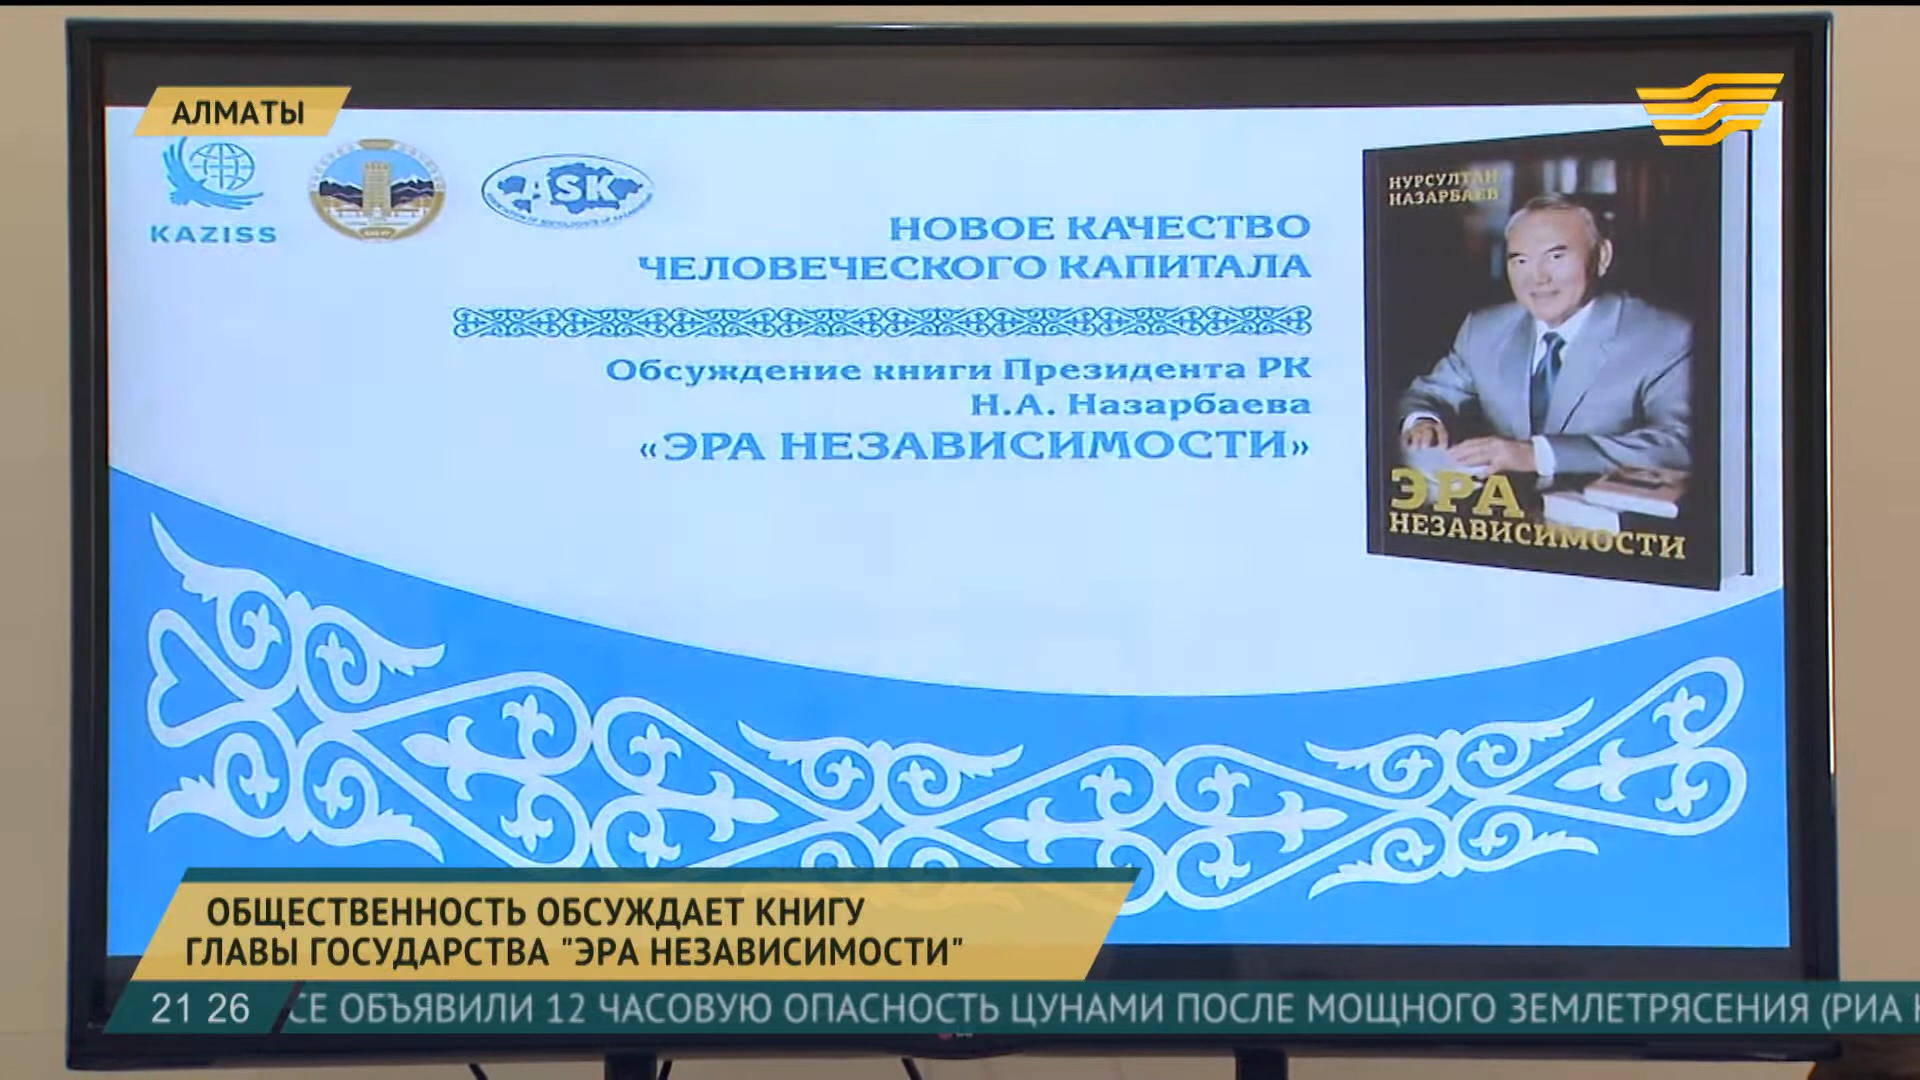 АЛМАТЫ
KAZISS
ASK
НОВОЕ КАЧЕСТВО
ЧЕЛОВЕЧЕСКОГО КАПИТАЛА
Обсуждение книги Президента РК
Н.А. Назарбаева
«ЭРА НЕЗАВИСИМОСТИ»
НУРСУЛТАН
НАЗАРБАЕВ
ЭРА
НЕЗАВИСИМОСТИ
ОБЩЕСТВЕННОСТЬ ОБСУЖДАЕТ КНИГУ
ГЛАВЫ ГОСУДАРСТВА "ЭРА НЕЗАВИСИМОСТИ"
21 26
СЕ ОБЪЯВИЛИ 12 ЧАСОВУЮ ОПАСНОСТЬ ЦУНАМИ ПОСЛЕ МОЩНОГО ЗЕМЛЕТРЯСЕНИЯ (РИА